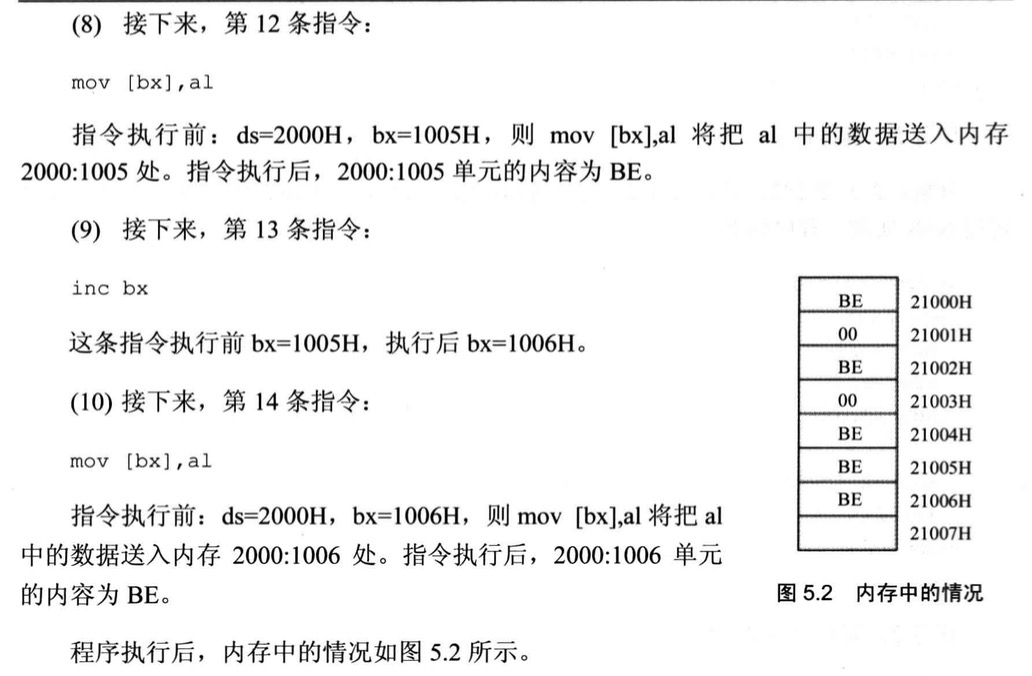 (8) 接下来，第 12 条指令：
mov [bx],al
指令执行前：ds=2000H，bx=1005H，则 mov [bx],al 将把 al 中的数据送入内存
2000:1005 处。指令执行后，2000:1005 单元的内容为 BE。
(9) 接下来，第 13 条指令：
inc bx
这条指令执行前 bx=1005H，执行后 bx=1006H。
(10) 接下来，第 14 条指令：
mov [bx],al
指令执行前：ds=2000H，bx=1006H，则 mov [bx],al 将把 al
中的数据送入内存 2000:1006 处。指令执行后，2000:1006 单元
的内容为 BE。
程序执行后，内存中的情况如图 5.2 所示。
BE 21000H
00 21001H
BE 21002H
00 21003H
BE 21004H
BE 21005H
BE 21006H
21007H
图 5.2 内存中的情况